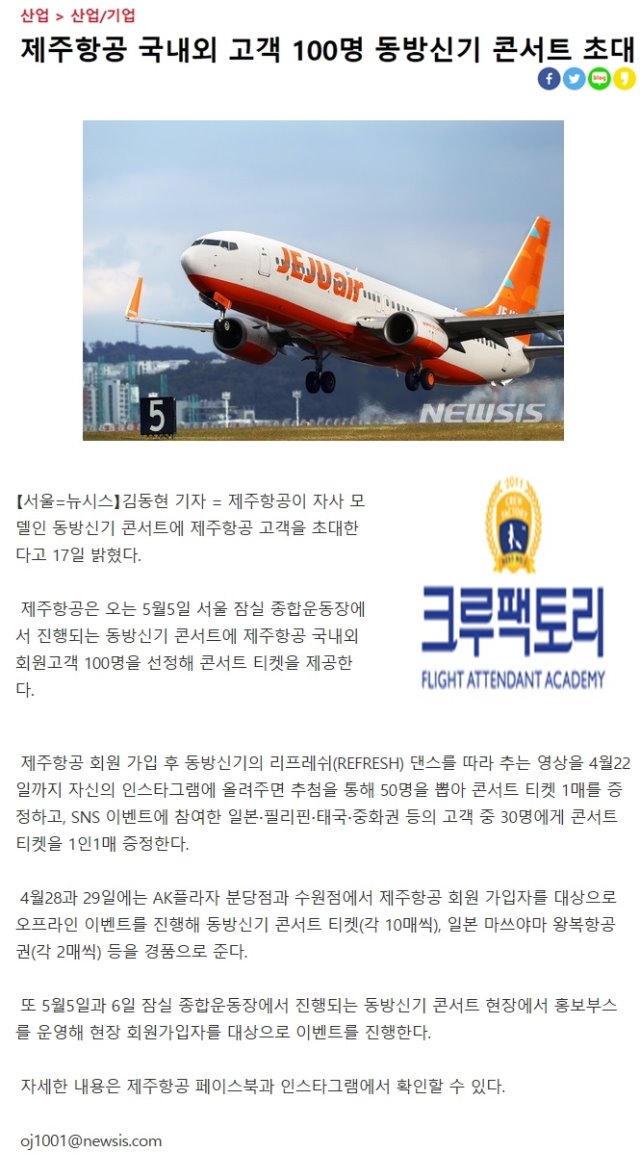 산업 > 산업/기업
제주항공 국내외 고객 100명 동방신기 콘서트 초대
f
blog
JEJUair
JE
5
NEWSIS
【서울=뉴시스】김동현 기자 = 제주항공이 자사 모
델인 동방신기 콘서트에 제주항공 고객을 초대한
다고 17일 밝혔다.
제주항공은 오는 5월5일 서울 잠실 종합운동장에
서 진행되는 동방신기 콘서트에 제주항공 국내외
회원고객 100명을 선정해 콘서트 티켓을 제공한
다.
2011
CREW
FACTORY
BEST NO.1
크루팩토리
FLIGHT ATTENDANT ACADEMY
제주항공 회원 가입 후 동방신기의 리프레쉬(REFRESH) 댄스를 따라 추는 영상을 4월22
일까지 자신의 인스타그램에 올려주면 추첨을 통해 50명을 뽑아 콘서트 티켓 1매를 증
정하고, SNS 이벤트에 참여한 일본·필리핀·태국·중화권 등의 고객 중 30명에게 콘서트
티켓을 1인1매 증정한다.
4월28과 29일에는 AK플라자 분당점과 수원점에서 제주항공 회원 가입자를 대상으로
오프라인 이벤트를 진행해 동방신기 콘서트 티켓(각 10매씩), 일본 마쓰야마 왕복항공
권(각 2매씩) 등을 경품으로 준다.
또 5월5일과 6일 잠실 종합운동장에서 진행되는 동방신기 콘서트 현장에서 홍보부스
를 운영해 현장 회원가입자를 대상으로 이벤트를 진행한다.
자세한 내용은 제주항공 페이스북과 인스타그램에서 확인할 수 있다.
oj1001@newsis.com